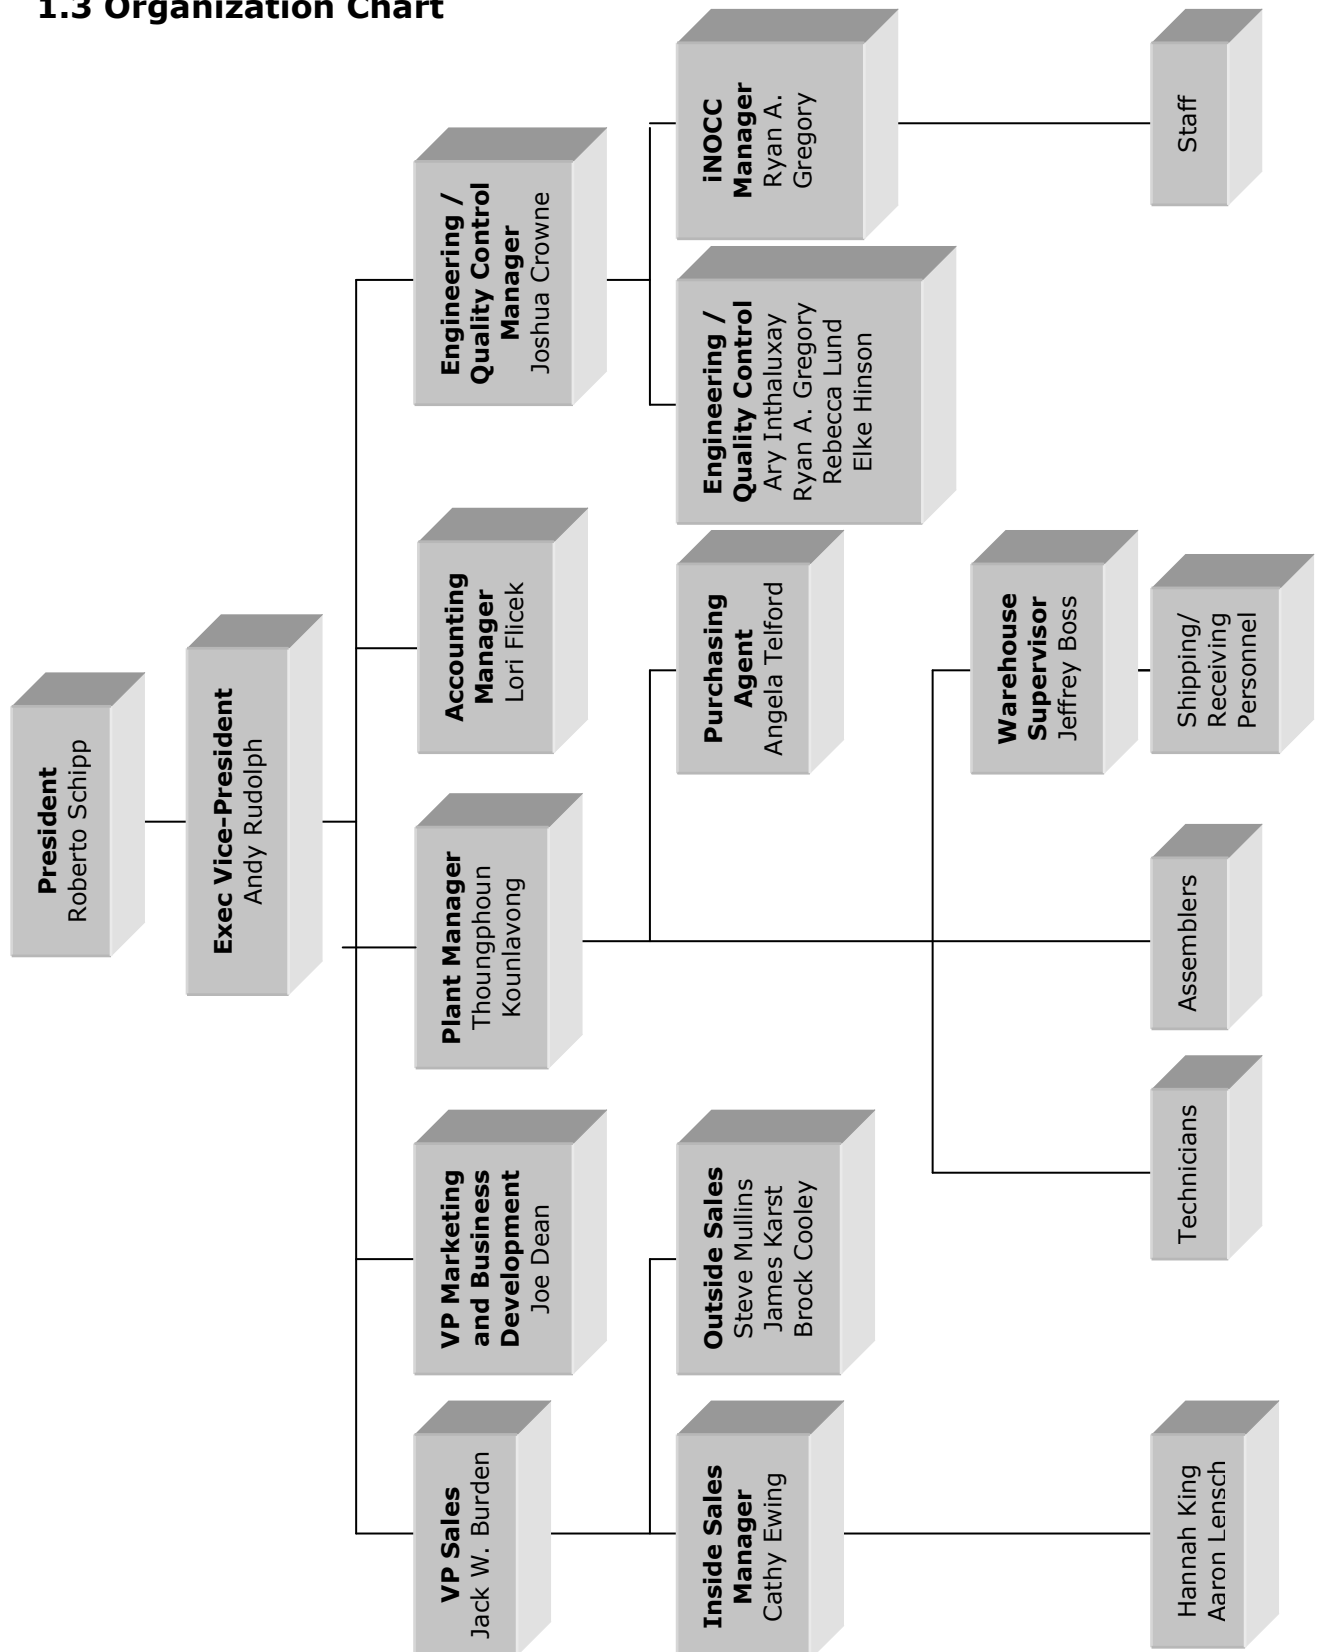 1.3 Organization Chart
President
Roberto Schipp
Exec Vice-President
Andy Rudolph
VP Sales
Jack W. Burden
VP Marketing
and Business
Development
Joe Dean
Plant Manager
Thoungphoun
Kounlavong
Accounting
Manager
Lori Flicek
Engineering /
Quality Control
Manager
Joshua Crowne
Inside Sales
Manager
Cathy Ewing
Outside Sales
Steve Mullins
James Karst
Brock Cooley
Purchasing
Agent
Angela Telford
Engineering /
Quality Control
Ary Inthaluxay
Ryan A. Gregory
Rebecca Lund
Elke Hinson
iNOCC
Manager
Ryan A.
Gregory
Warehouse
Supervisor
Jeffrey Boss
Hannah King
Aaron Lensch
Technicians
Assemblers
Shipping/
Receiving
Personnel
Staff